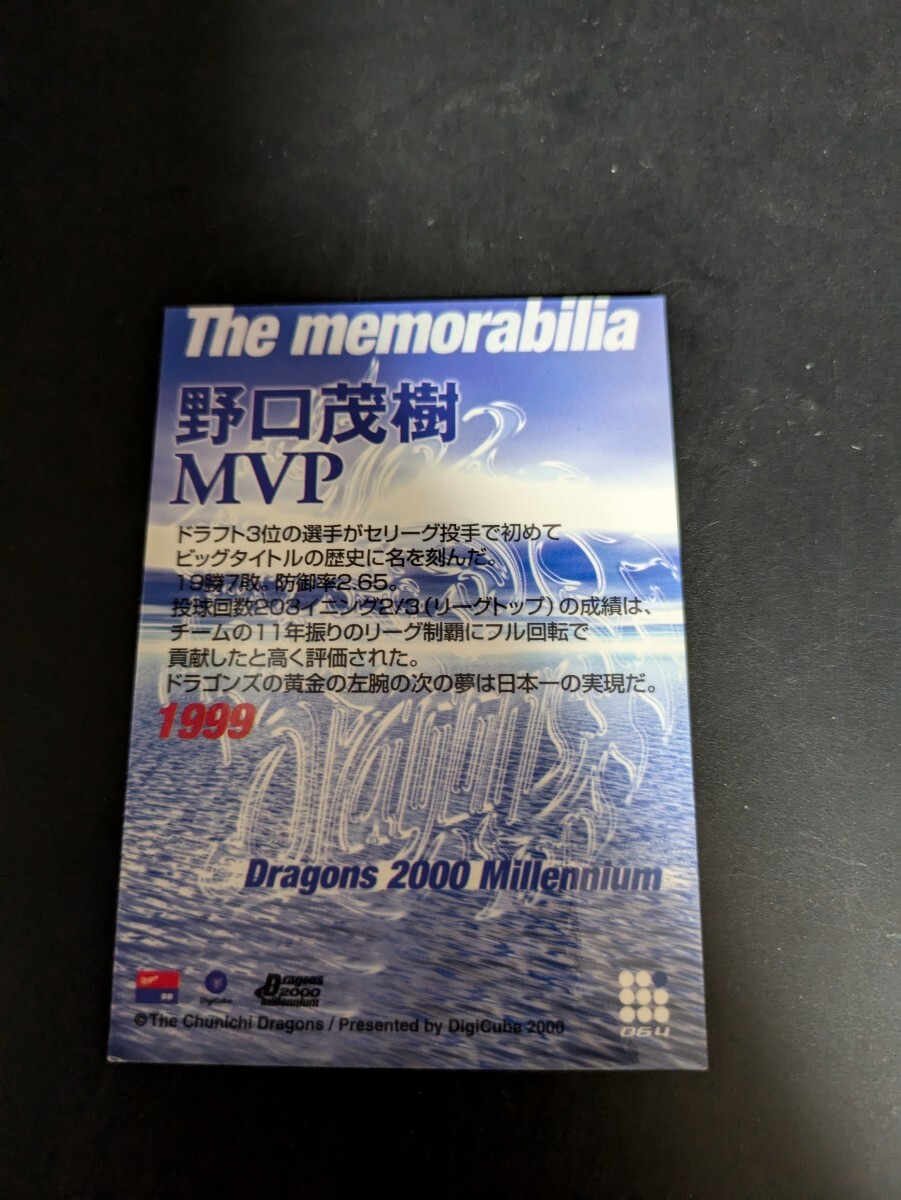 The memorabilia
野口茂樹
MVP
ドラフト3位の選手がセリーグ投手で初めて
ビッグタイトルの歴史に名を刻んだ。
19勝7敗。防御率2.65。
投球回数203イニング2/3(リーグトップ)の成績は、
チームの11年振りのリーグ制覇にフル回転で
貢献したと高く評価された。
ドラゴンズの黄金の左腕の次の夢は日本一の実現だ。
1999
Dragons
Dragons 2000 Millennium
DigiCube
Dragons
2000
millennium
©The Chunichi Dragons / Presented by DigiCube 2000
064